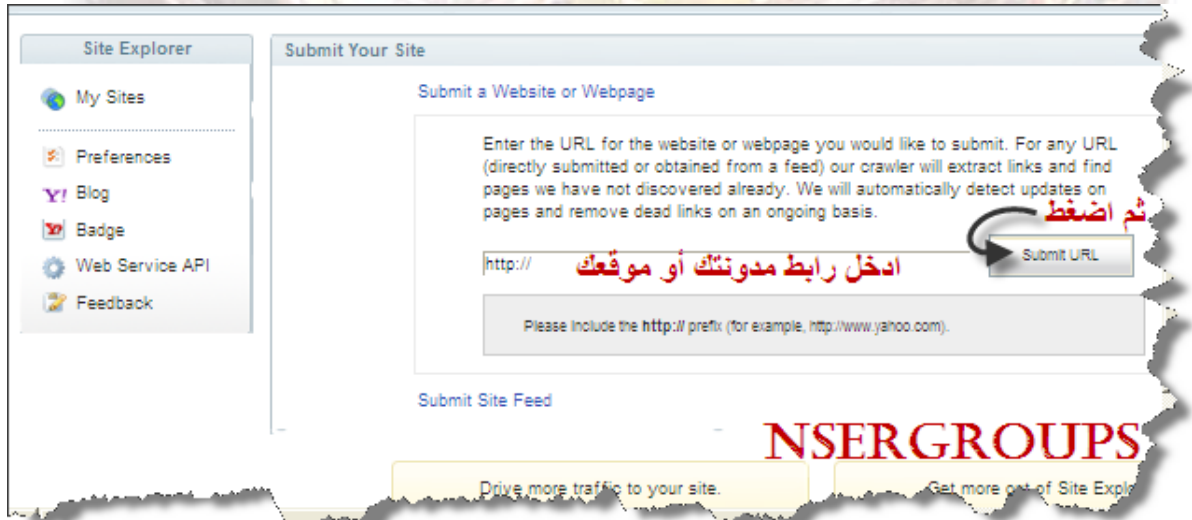 Site Explorer
My Sites
Preferences
Blog
Badge
Web Service API
Feedback
Submit Your Site
Submit a Website or Webpage
Enter the URL for the website or webpage you would like to submit. For any URL
(directly submitted or obtained from a feed) our crawler will extract links and find
pages we have not discovered already. We will automatically detect updates on
pages and remove dead links on an ongoing basis.
ثم اضغط
http://
ادخل رابط مدونتك أو موقعك
Submit URL
Please include the http:// prefix (for example, http://www.yahoo.com).
Submit Site Feed
NSERGROUPS
Drive more traffic to your site.
Get more out of Site Explo